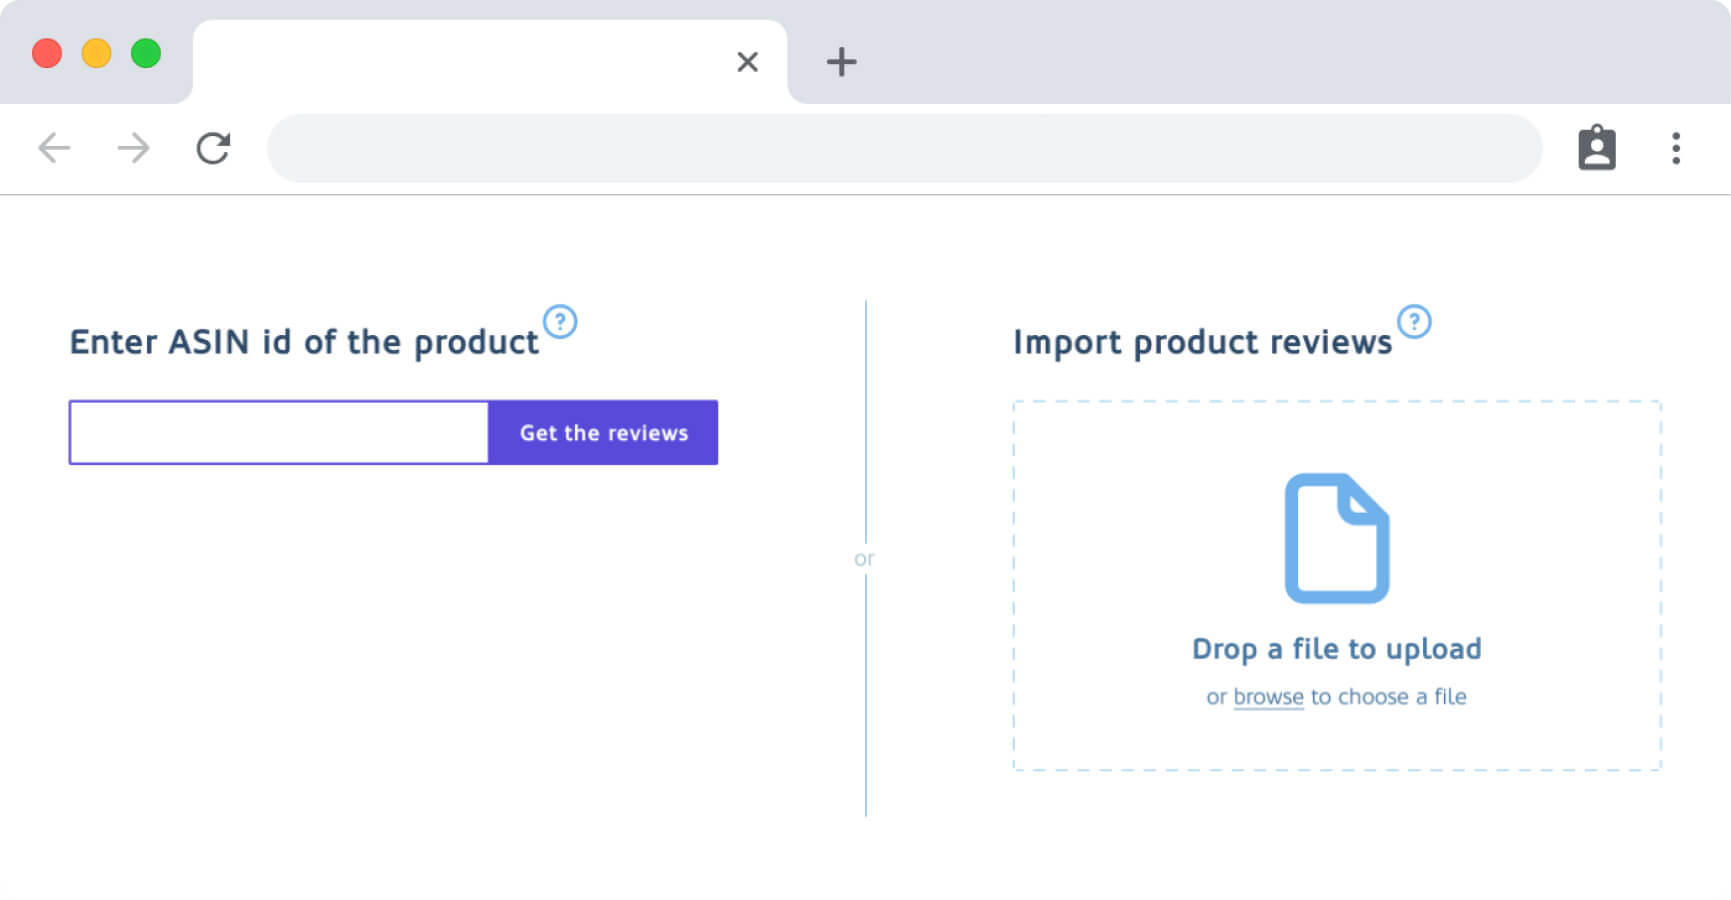 Enter ASIN id of the product ?
Get the reviews
or
Import product reviews ?
Drop a file to upload
or browse to choose a file